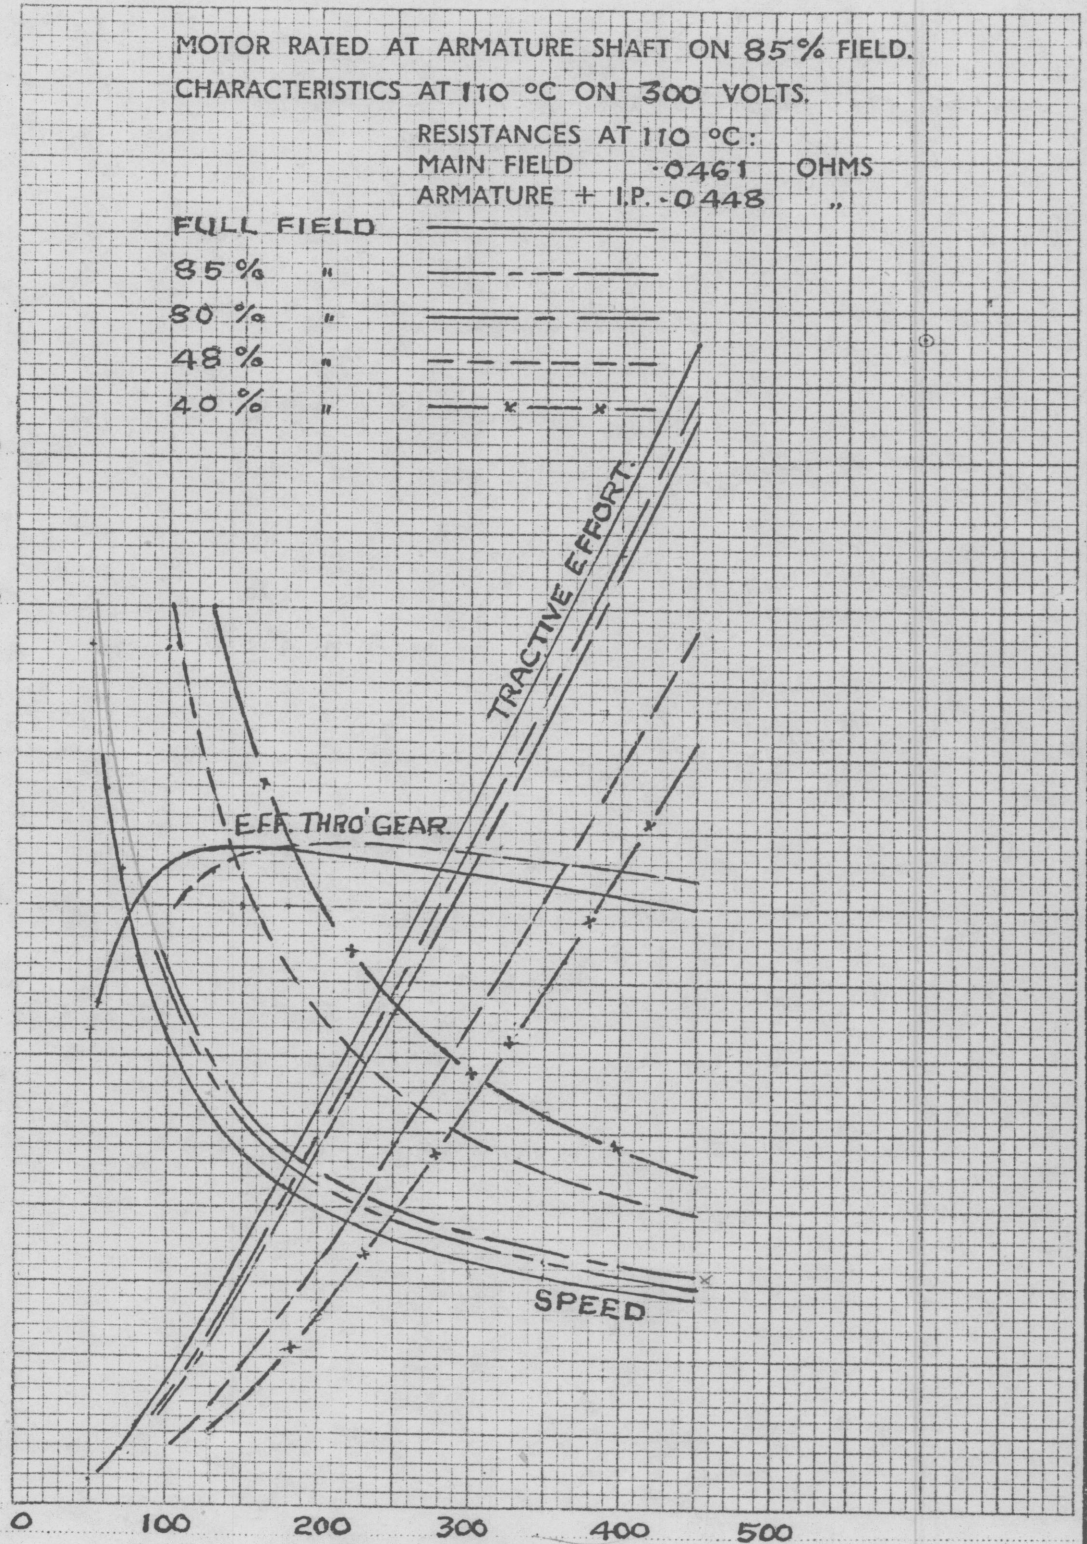 MOTOR RATED AT ARMATURE SHAFT ON 85% FIELD.
CHARACTERISTICS AT 110 °C ON 300 VOLTS.
RESISTANCES AT 110 °C:
MAIN FIELD .0461 OHMS
ARMATURE + I.P. .0448 "
FULL FIELD
85% "
80% "
48% "
40% "
TRACTIVE EFFORT.
EFF THRO' GEAR.
SPEED
0 100 200 300 400 500